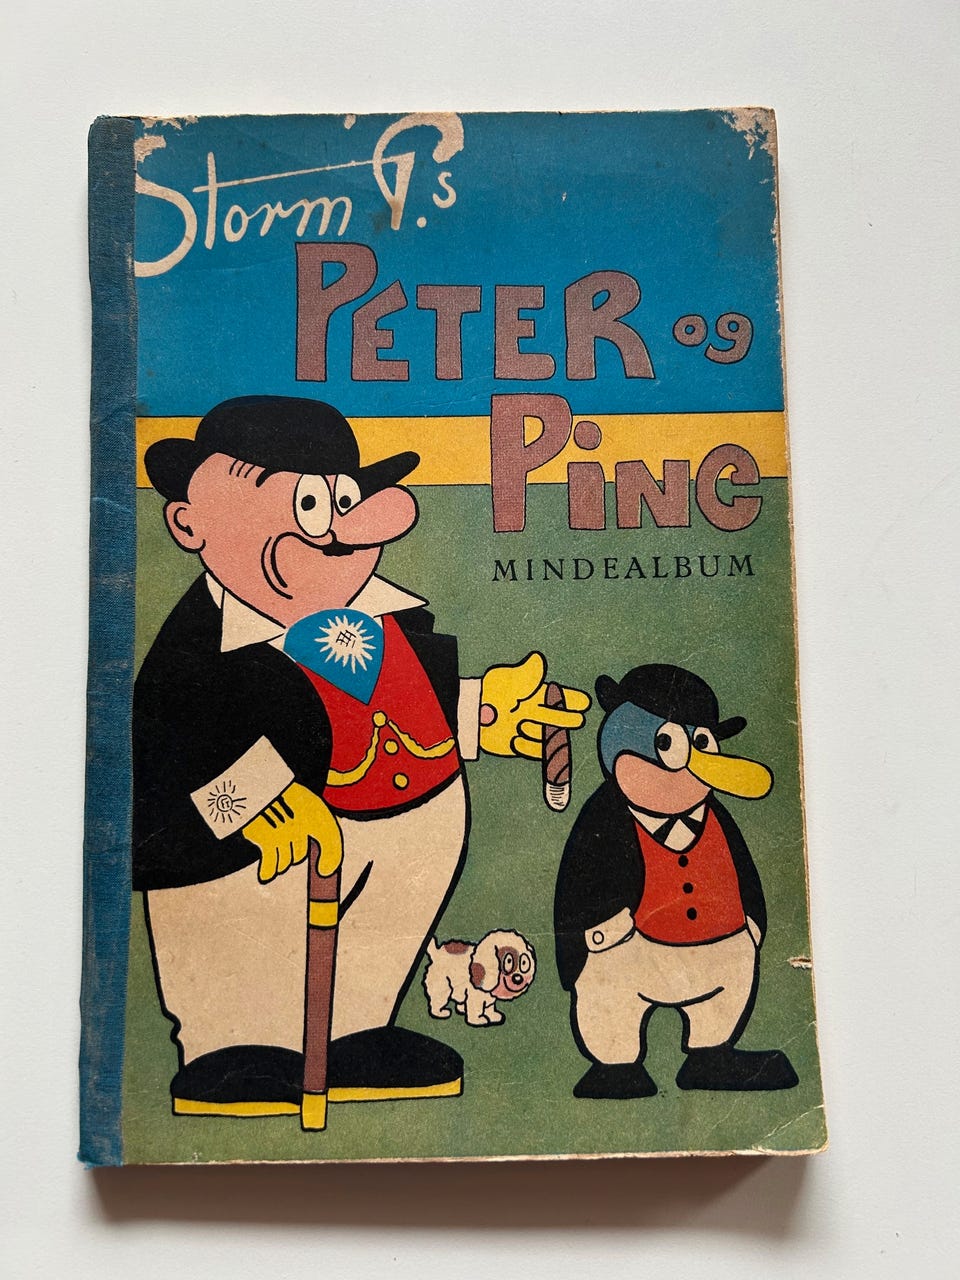 Storm P.s
PETER og
PING
MINDEALBUM